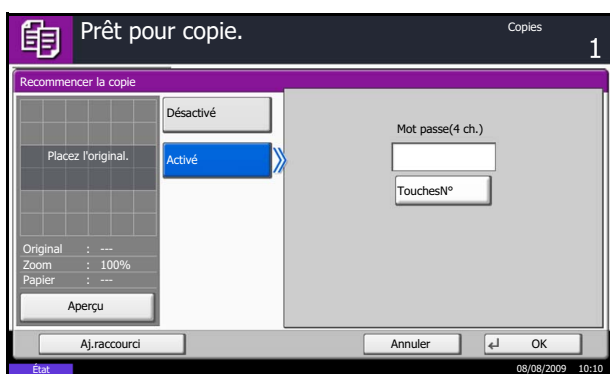 Prêt pour copie.
Copies
1
Recommencer la copie
Placez l'original.
Original : ---
Zoom : 100%
Papier : ---
Aperçu
Désactivé
Activé
Mot passe(4 ch.)
TouchesN°
Aj.raccourci
Annuler
OK
État
08/08/2009 10:10